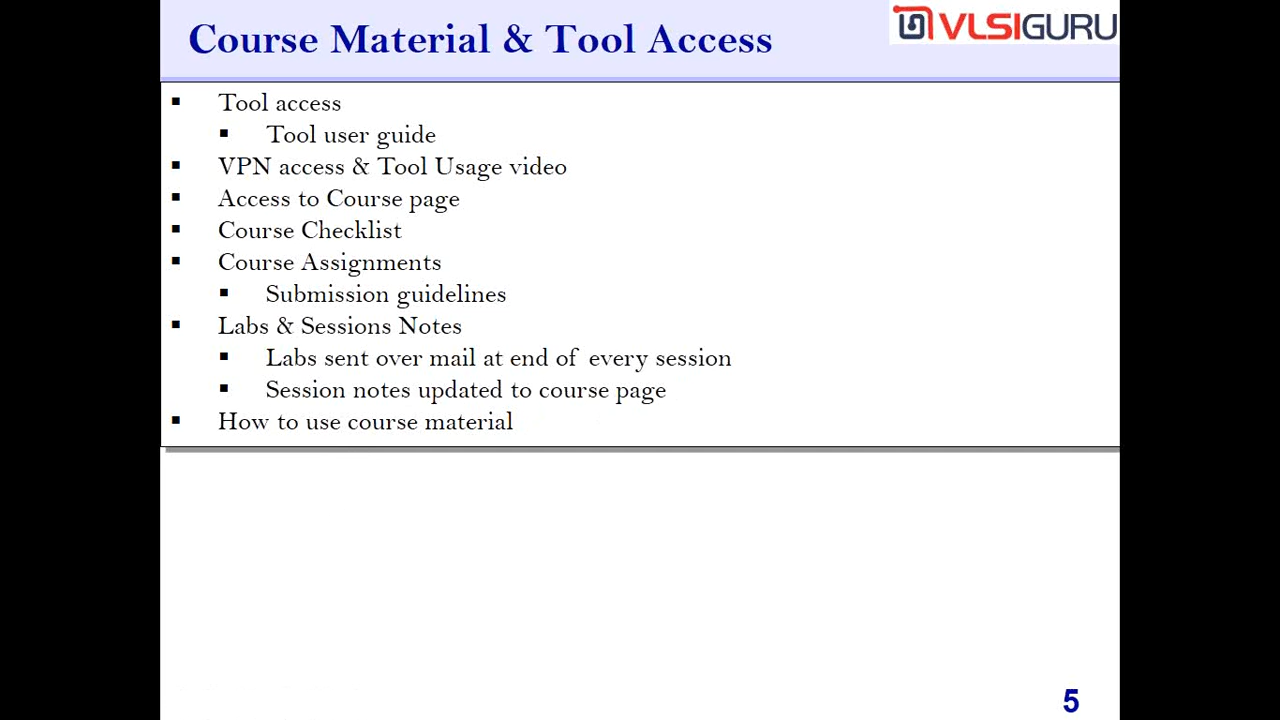 Course Material & Tool Access
VLSIGURU
Tool access
Tool user guide
VPN access & Tool Usage video
Access to Course page
Course Checklist
Course Assignments
Submission guidelines
Labs & Sessions Notes
Labs sent over mail at end of every session
Session notes updated to course page
How to use course material
5